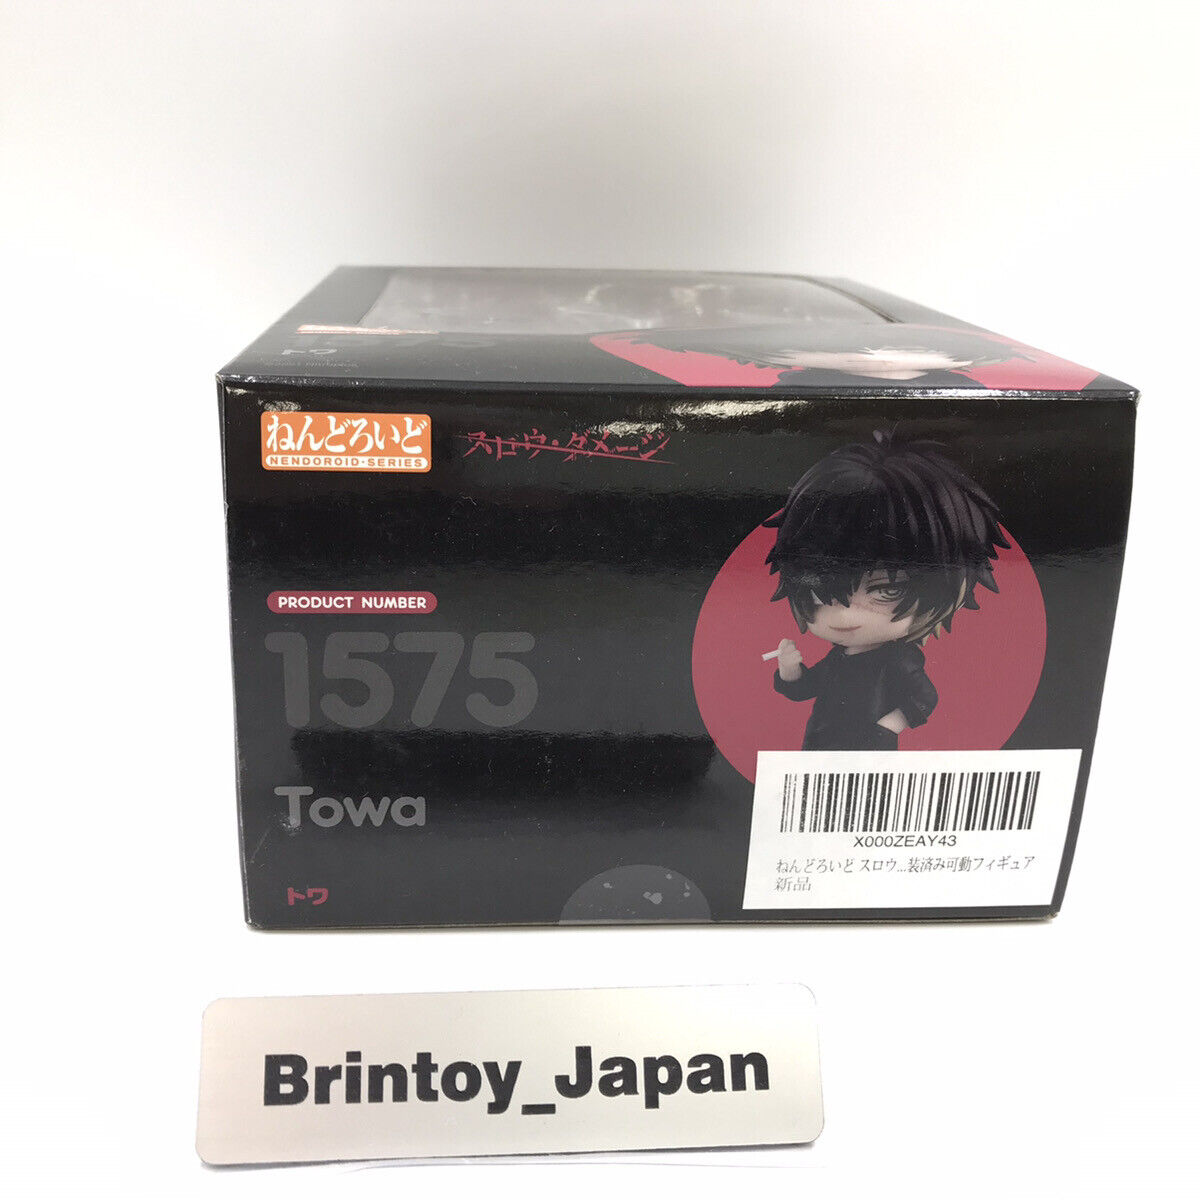 トワ
ねんどろいど
NENDOROID·SERIES
スロウ・ダメージ
PRODUCT NUMBER
1575
Towa
トワ
X000ZEAY43
ねんどろいど スロウ...装済み可動フィギュア
新品
Brintoy_Japan